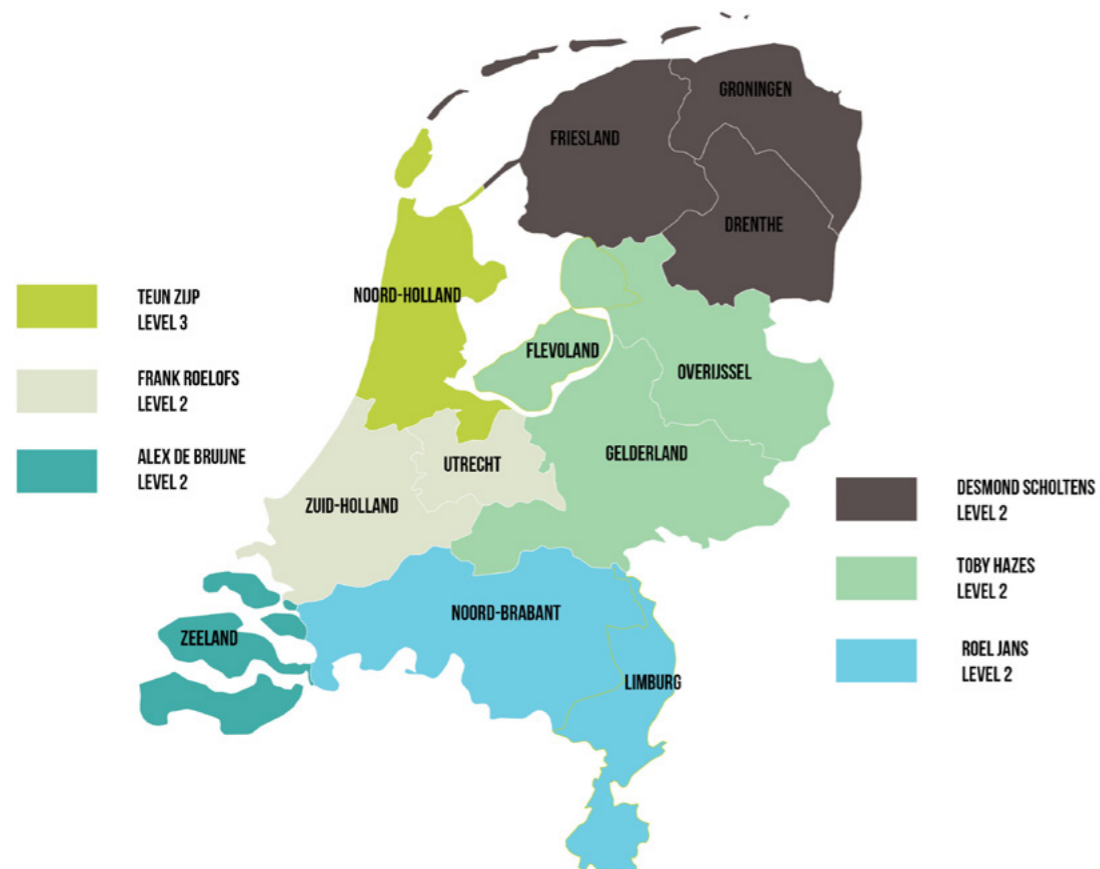 GRONINGEN
FRIESLAND
DRENTHE
NOORD-HOLLAND
FLEVOLAND
OVERIJSSEL
GELDERLAND
UTRECHT
ZUID-HOLLAND
NOORD-BRABANT
ZEELAND
LIMBURG
TEUN ZIJP
LEVEL 3
FRANK ROELOFS
LEVEL 2
ALEX DE BRUIJNE
LEVEL 2
DESMOND SCHOLTENS
LEVEL 2
TOBY HAZES
LEVEL 2
ROEL JANS
LEVEL 2